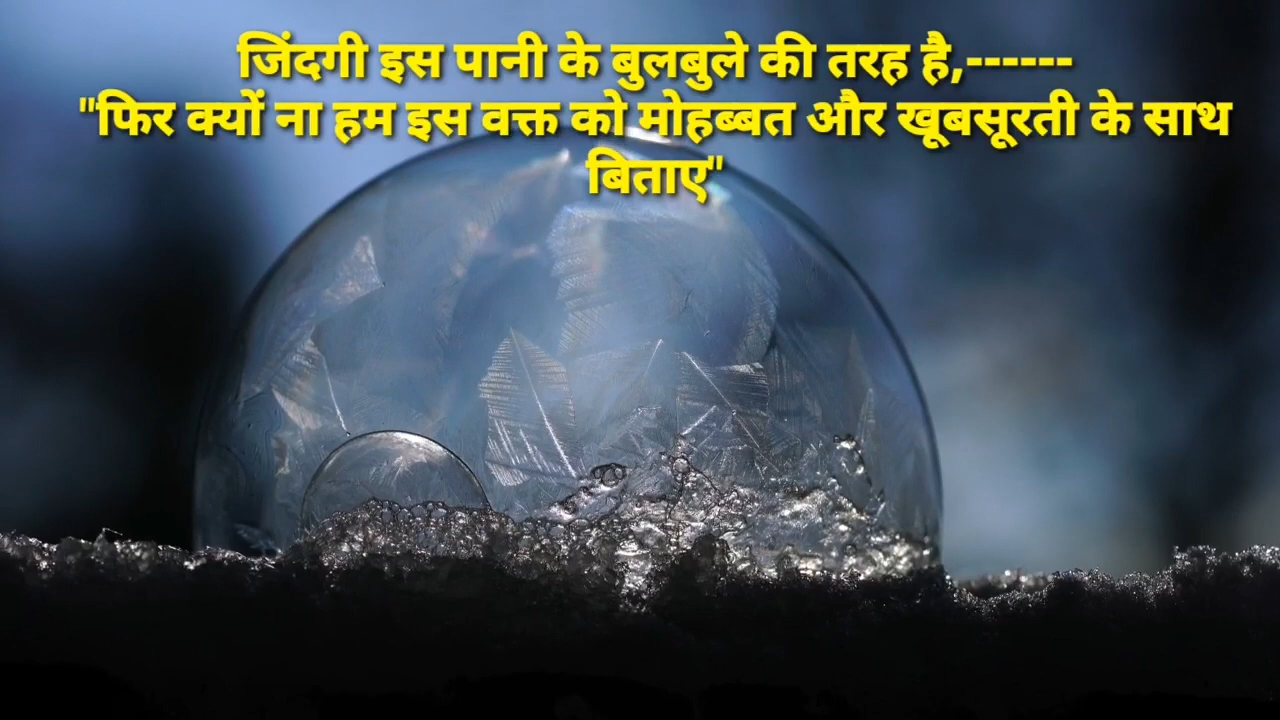 जिंदगी इस पानी के बुलबुले की तरह है,------
"फिर क्यों ना हम इस वक्त को मोहब्बत और खूबसूरती के साथ
बिताए"